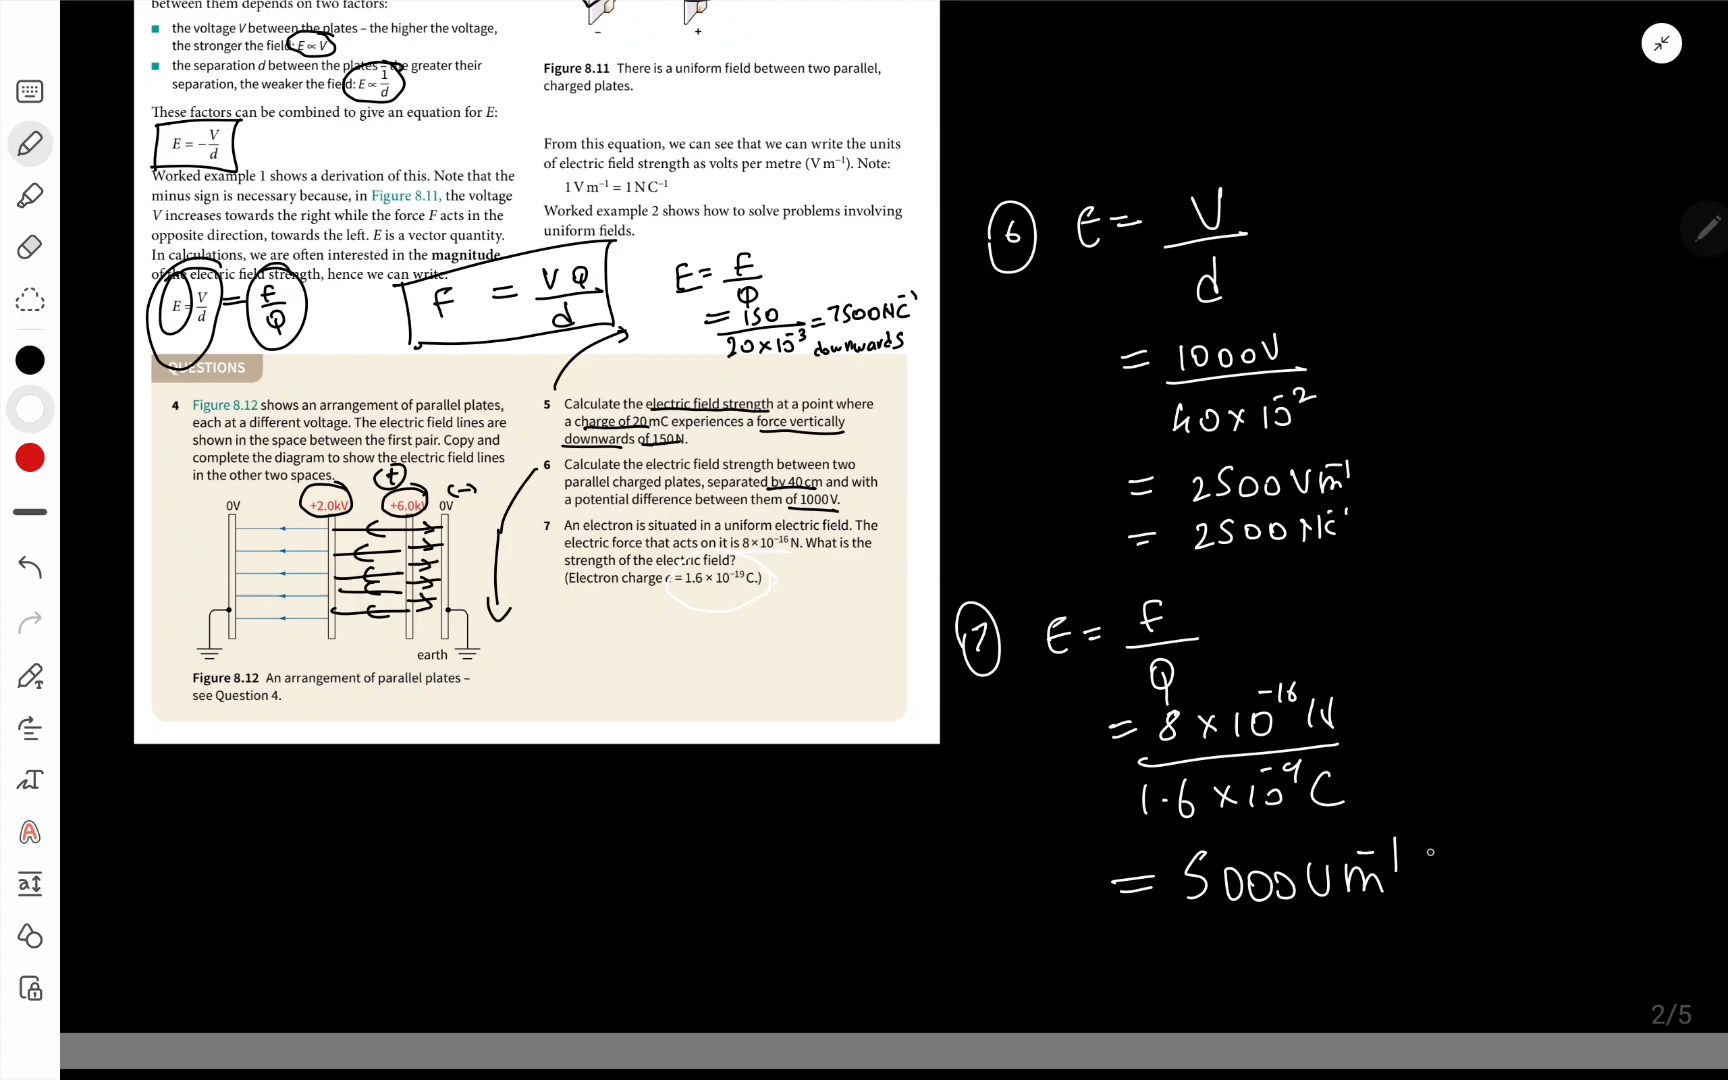 between them depends on two factors:
■ the voltage V between the plates – the higher the voltage,
the stronger the field: E ∝ V
■ the separation d between the plates – the greater their
separation, the weaker the field: E ∝ 1/d
These factors can be combined to give an equation for E:
E = − V/d
Worked example 1 shows a derivation of this. Note that the
minus sign is necessary because, in Figure 8.11, the voltage
V increases towards the right while the force F acts in the
opposite direction, towards the left. E is a vector quantity.
In calculations, we are often interested in the magnitude
of the electric field strength, hence we can write:
E = V/d = F/Q
F = VQ/d
− +
Figure 8.11 There is a uniform field between two parallel,
charged plates.
From this equation, we can see that we can write the units
of electric field strength as volts per metre (V m⁻¹). Note:
1 V m⁻¹ = 1 N C⁻¹
Worked example 2 shows how to solve problems involving
uniform fields.
E = F/Q
= 150 / 20 × 10⁻³ = 7500NC⁻¹
downwards
QUESTIONS
4 Figure 8.12 shows an arrangement of parallel plates,
each at a different voltage. The electric field lines are
shown in the space between the first pair. Copy and
complete the diagram to show the electric field lines
in the other two spaces.
(+) (−)
0V +2.0kV +6.0kV 0V
earth
Figure 8.12 An arrangement of parallel plates –
see Question 4.
5 Calculate the electric field strength at a point where
a charge of 20 mC experiences a force vertically
downwards of 150 N.
6 Calculate the electric field strength between two
parallel charged plates, separated by 40 cm and with
a potential difference between them of 1000 V.
7 An electron is situated in a uniform electric field. The
electric force that acts on it is 8 × 10⁻¹⁶ N. What is the
strength of the electric field?
(Electron charge e = 1.6 × 10⁻¹⁹ C.)
6 E = V/d
= 1000V / 40 × 10⁻²
= 2500Vm⁻¹
= 2500NC⁻¹
7 E = F/Q
= 8 × 10⁻¹⁶ N / 1.6 × 10⁻⁹ C
= 5000Vm⁻¹
2/5